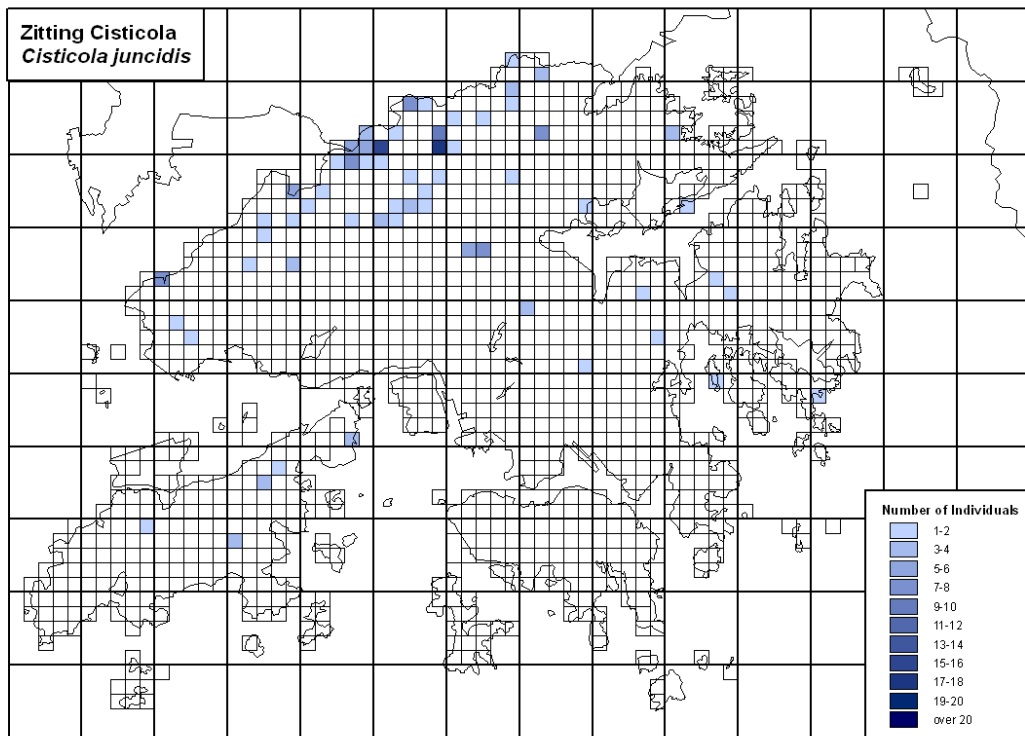 Zitting Cisticola
Cisticola juncidis
Number of Individuals
1-2
3-4
5-6
7-8
9-10
11-12
13-14
15-16
17-18
19-20
over 20